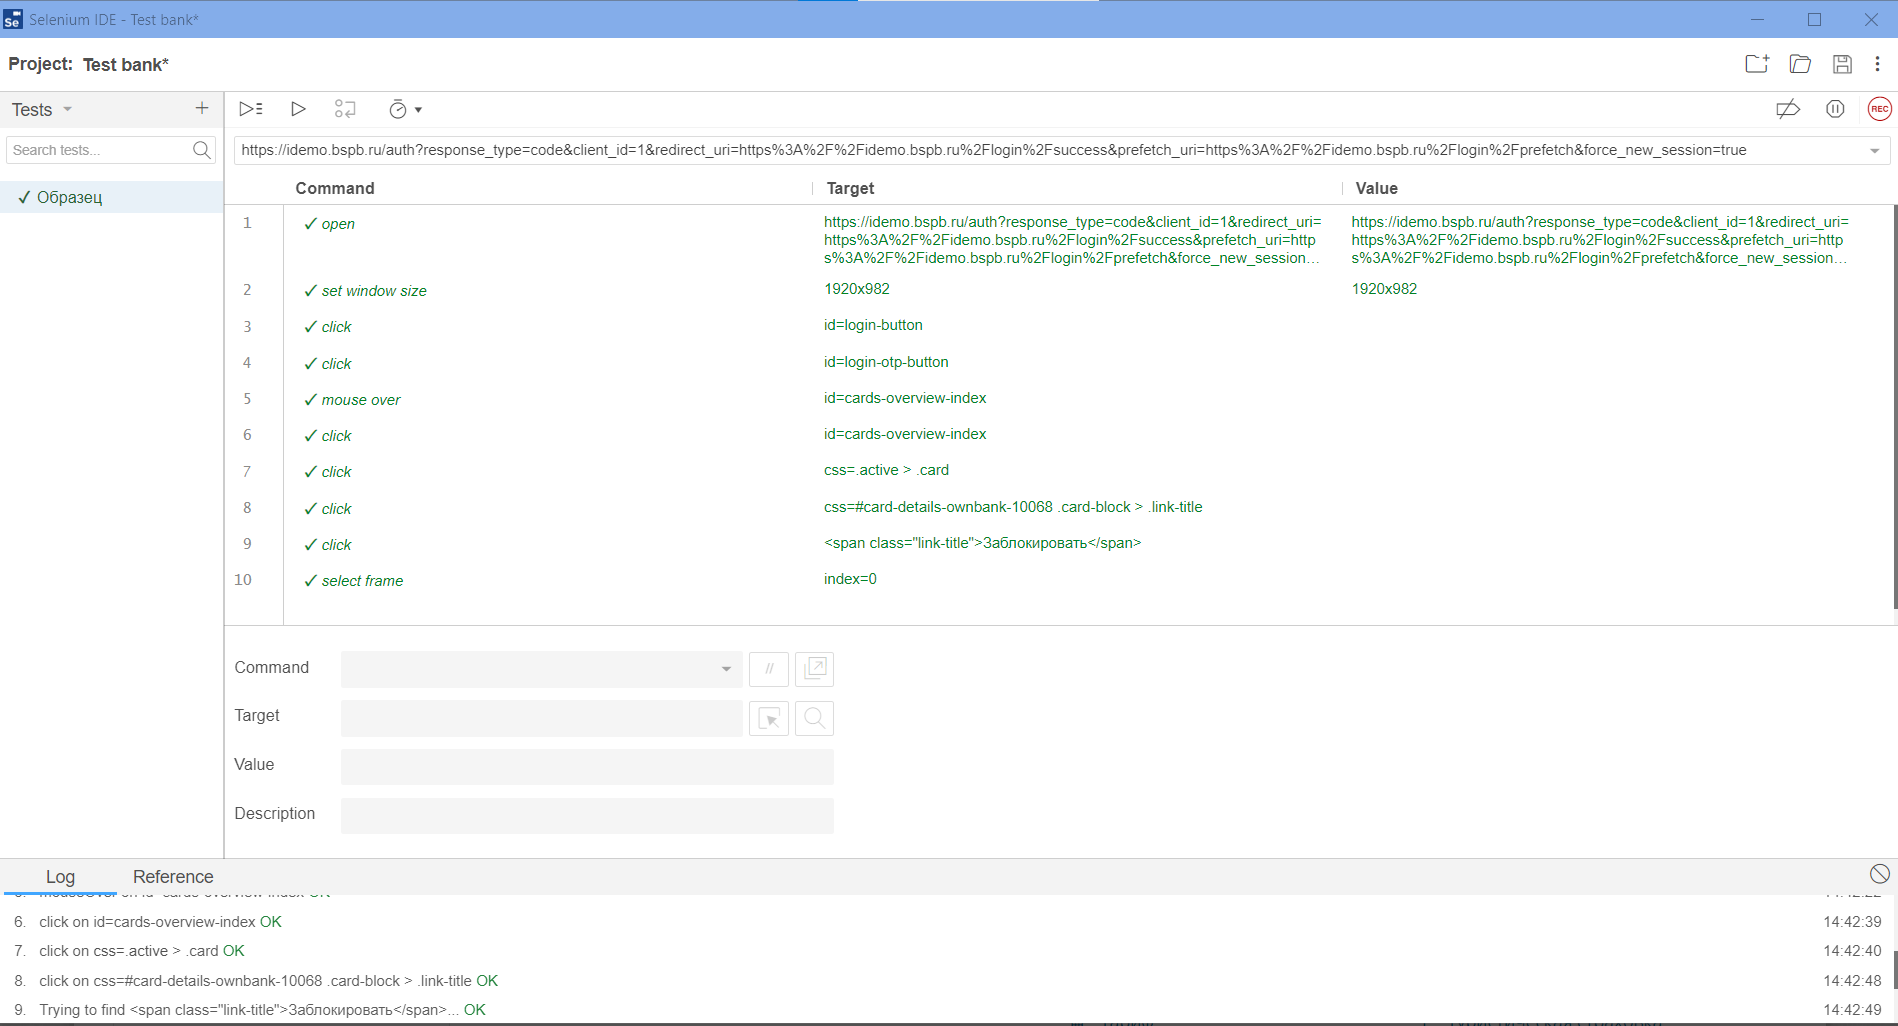 Selenium IDE - Test bank*
Project: Test bank*
Tests
Search tests...
✓ Образец
REC
https://idemo.bspb.ru/auth?response_type=code&client_id=1&redirect_uri=https%3A%2F%2Fidemo.bspb.ru%2Flogin%2Fsuccess&prefetch_uri=https%3A%2F%2Fidemo.bspb.ru%2Flogin%2Fprefetch&force_new_session=true
Command Target Value
1 ✓ open https://idemo.bspb.ru/auth?response_type=code&client_id=1&redirect_uri= https://idemo.bspb.ru/auth?response_type=code&client_id=1&redirect_uri=
https%3A%2F%2Fidemo.bspb.ru%2Flogin%2Fsuccess&prefetch_uri=http https%3A%2F%2Fidemo.bspb.ru%2Flogin%2Fsuccess&prefetch_uri=http
s%3A%2F%2Fidemo.bspb.ru%2Flogin%2Fprefetch&force_new_session... s%3A%2F%2Fidemo.bspb.ru%2Flogin%2Fprefetch&force_new_session...
2 ✓ set window size 1920x982 1920x982
3 ✓ click id=login-button
4 ✓ click id=login-otp-button
5 ✓ mouse over id=cards-overview-index
6 ✓ click id=cards-overview-index
7 ✓ click css=.active > .card
8 ✓ click css=#card-details-ownbank-10068 .card-block > .link-title
9 ✓ click <span class="link-title">Заблокировать</span>
10 ✓ select frame index=0
Command //
Target
Value
Description
Log Reference
6. click on id=cards-overview-index OK 14:42:39
7. click on css=.active > .card OK 14:42:40
8. click on css=#card-details-ownbank-10068 .card-block > .link-title OK 14:42:48
9. Trying to find <span class="link-title">Заблокировать</span>... OK 14:42:49